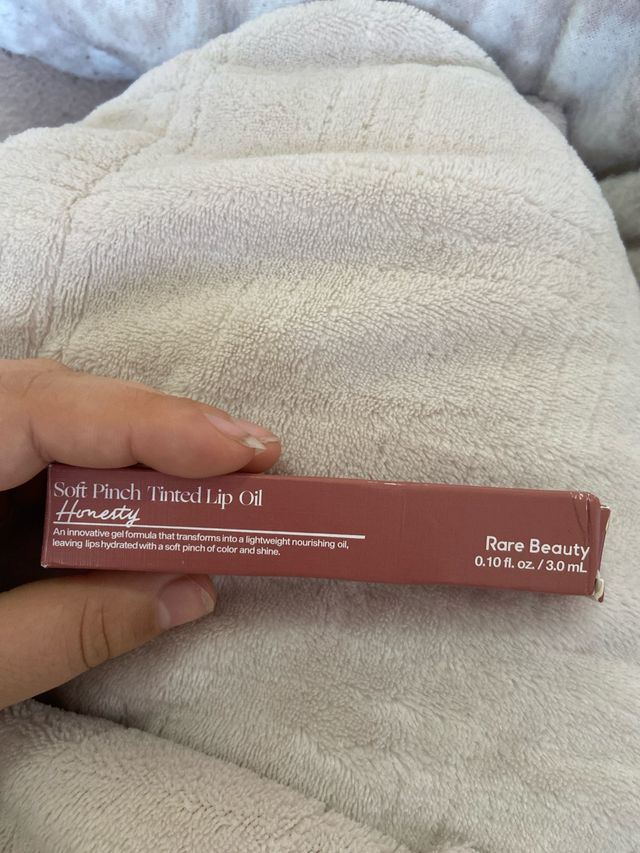 Soft Pinch Tinted Lip Oil
Honesty
An innovative gel formula that transforms into a lightweight nourishing oil,
leaving lips hydrated with a soft pinch of color and shine.
Rare Beauty
0.10 fl. oz. / 3.0 mL